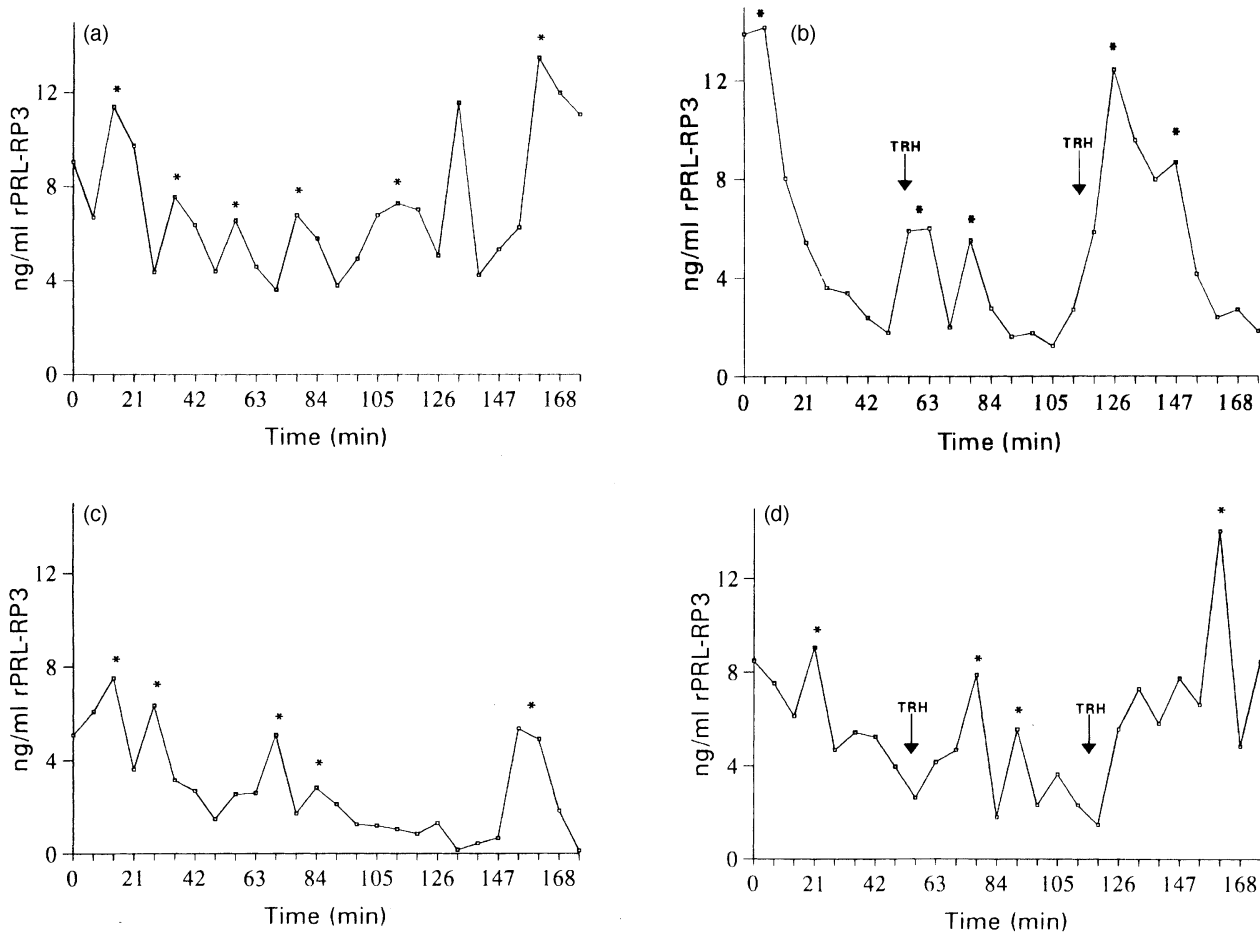 (a)
*
*
*
*
*
*
ng/ml rPRL-RP3
12
8
4
0
0 21 42 63 84 105 126 147 168
Time (min)
(b)
*
*
*
*
*
TRH
TRH
ng/ml rPRL-RP3
12
8
4
0
0 21 42 63 84 105 126 147 168
Time (min)
(c)
*
*
*
*
*
ng/ml rPRL-RP3
12
8
4
0
0 21 42 63 84 105 126 147 168
Time (min)
(d)
*
*
*
*
TRH
TRH
ng/ml rPRL-RP3
12
8
4
0
0 21 42 63 84 105 126 147 168
Time (min)